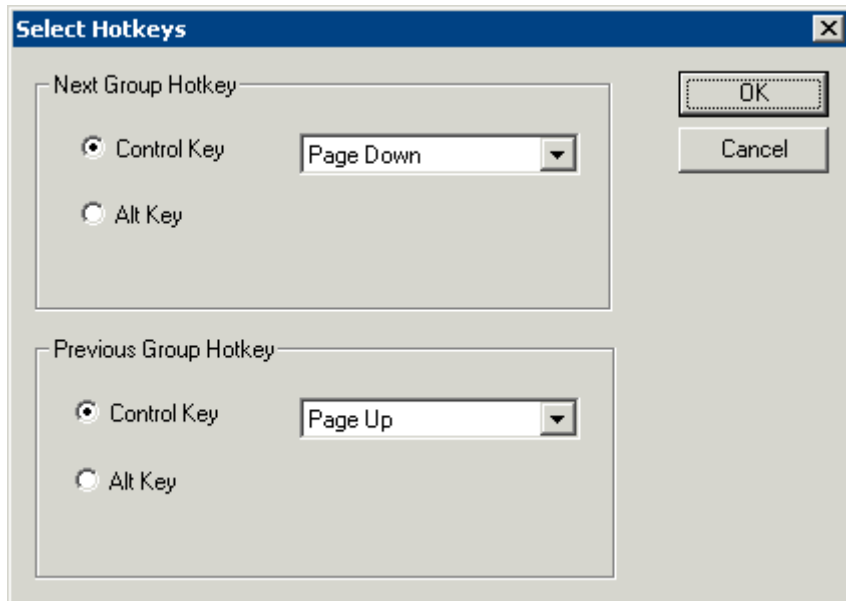 Select Hotkeys
Next Group Hotkey
OK
Control Key
Page Down
Cancel
Alt Key
Previous Group Hotkey
Control Key
Page Up
Alt Key